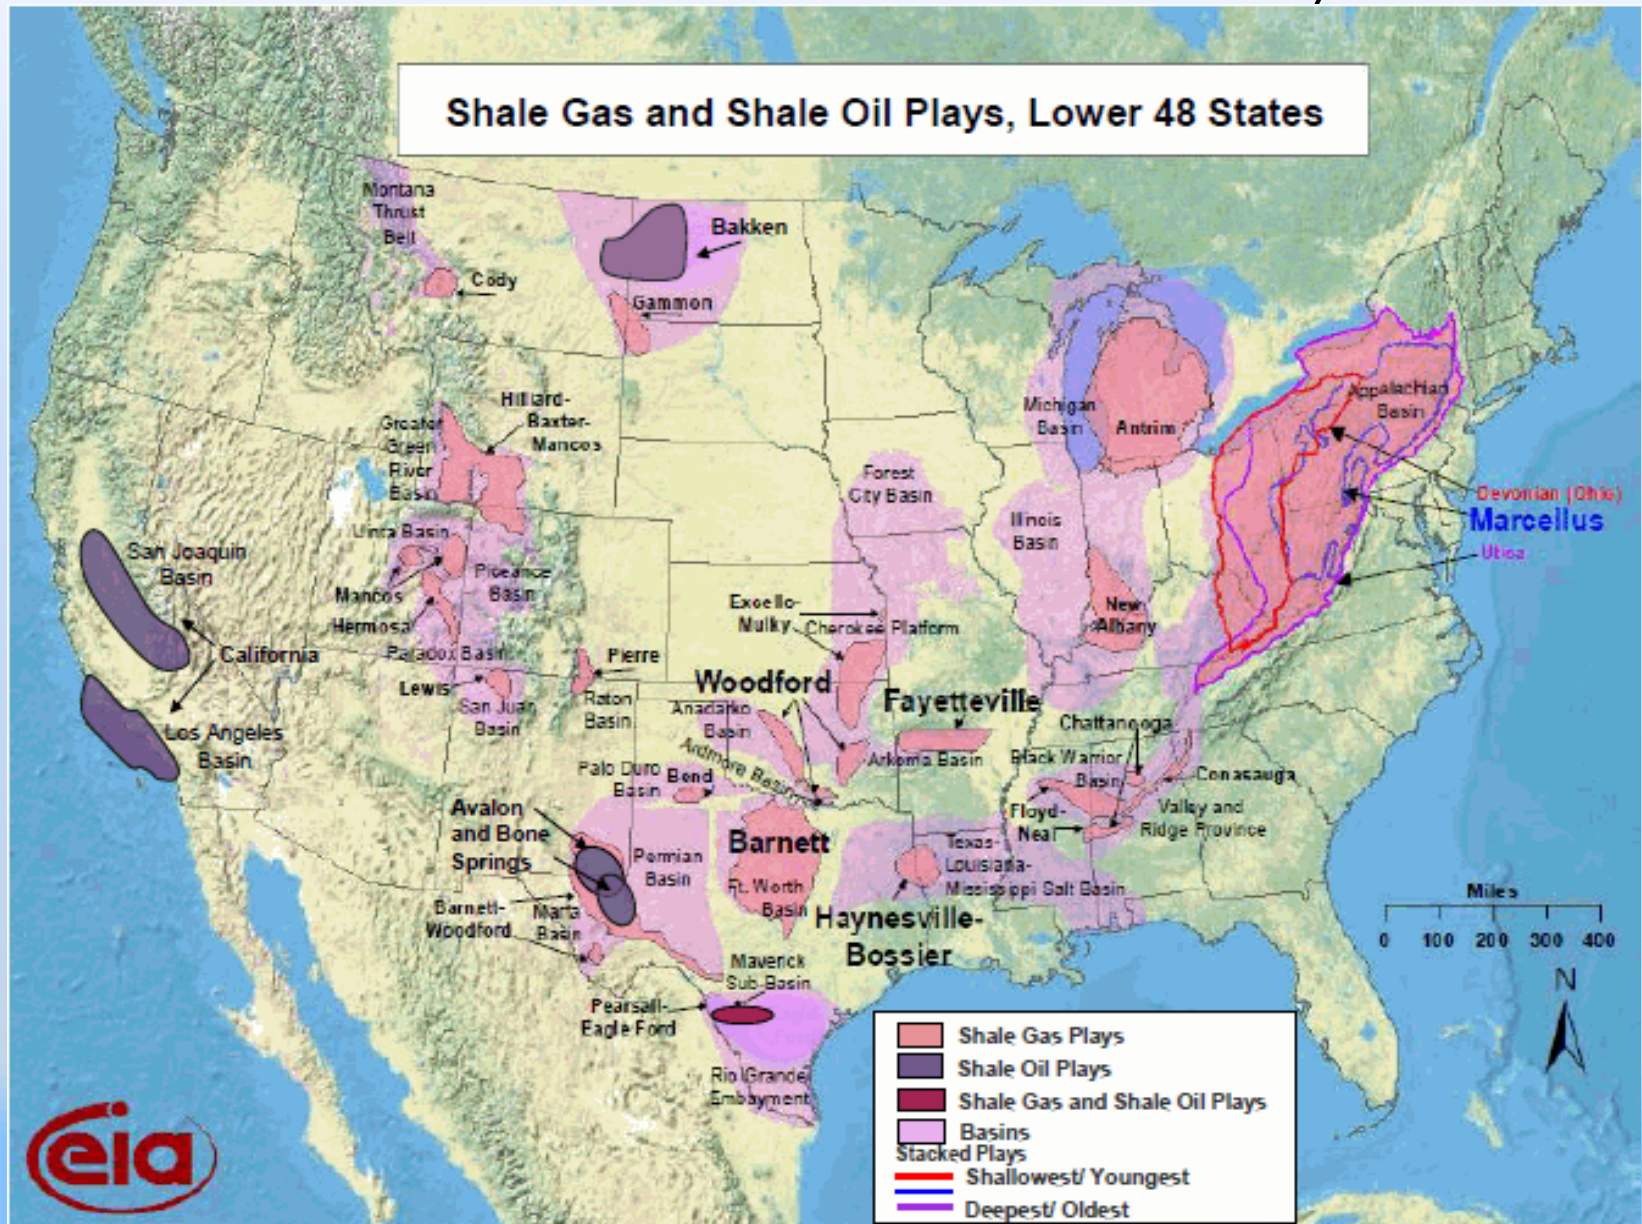 Shale Gas and Shale Oil Plays, Lower 48 States
Montana
Thrust
Belt
Bakken
Cody
Gammon
Hilliard-
Baxter-
Mancos
Greater
Green
River
Basin
Michigan
Basin
Antrim
Appalachian
Basin
Forest
City Basin
Illinois
Basin
Devonian (Ohio)
Marcellus
Utica
San Joaquin
Basin
Uinta Basin
Piceance
Basin
Mancos
Hermosa
Paradox Basin
Excello-
Mulky
Cherokee Platform
New
Albany
California
Pierre
Lewis
San Juan
Basin
Raton
Basin
Woodford
Anadarko
Basin
Fayetteville
Chattanooga
Los Angeles
Basin
Ardmore Basin
Arkoma Basin
Black Warrior
Basin
Conasauga
Palo Duro
Basin
Bend
Avalon
and Bone
Springs
Permian
Basin
Barnett
Ft. Worth
Basin
Floyd-
Neal
Valley and
Ridge Province
Texas-
Louisiana-
Mississippi Salt Basin
Barnett-
Woodford
Marfa
Basin
Haynesville-
Bossier
Maverick
Sub-Basin
Pearsall-
Eagle Ford
Rio Grande
Embayment
Miles
0 100 200 300 400
N
Shale Gas Plays
Shale Oil Plays
Shale Gas and Shale Oil Plays
Basins
Stacked Plays
Shallowest/ Youngest
Deepest/ Oldest
eia